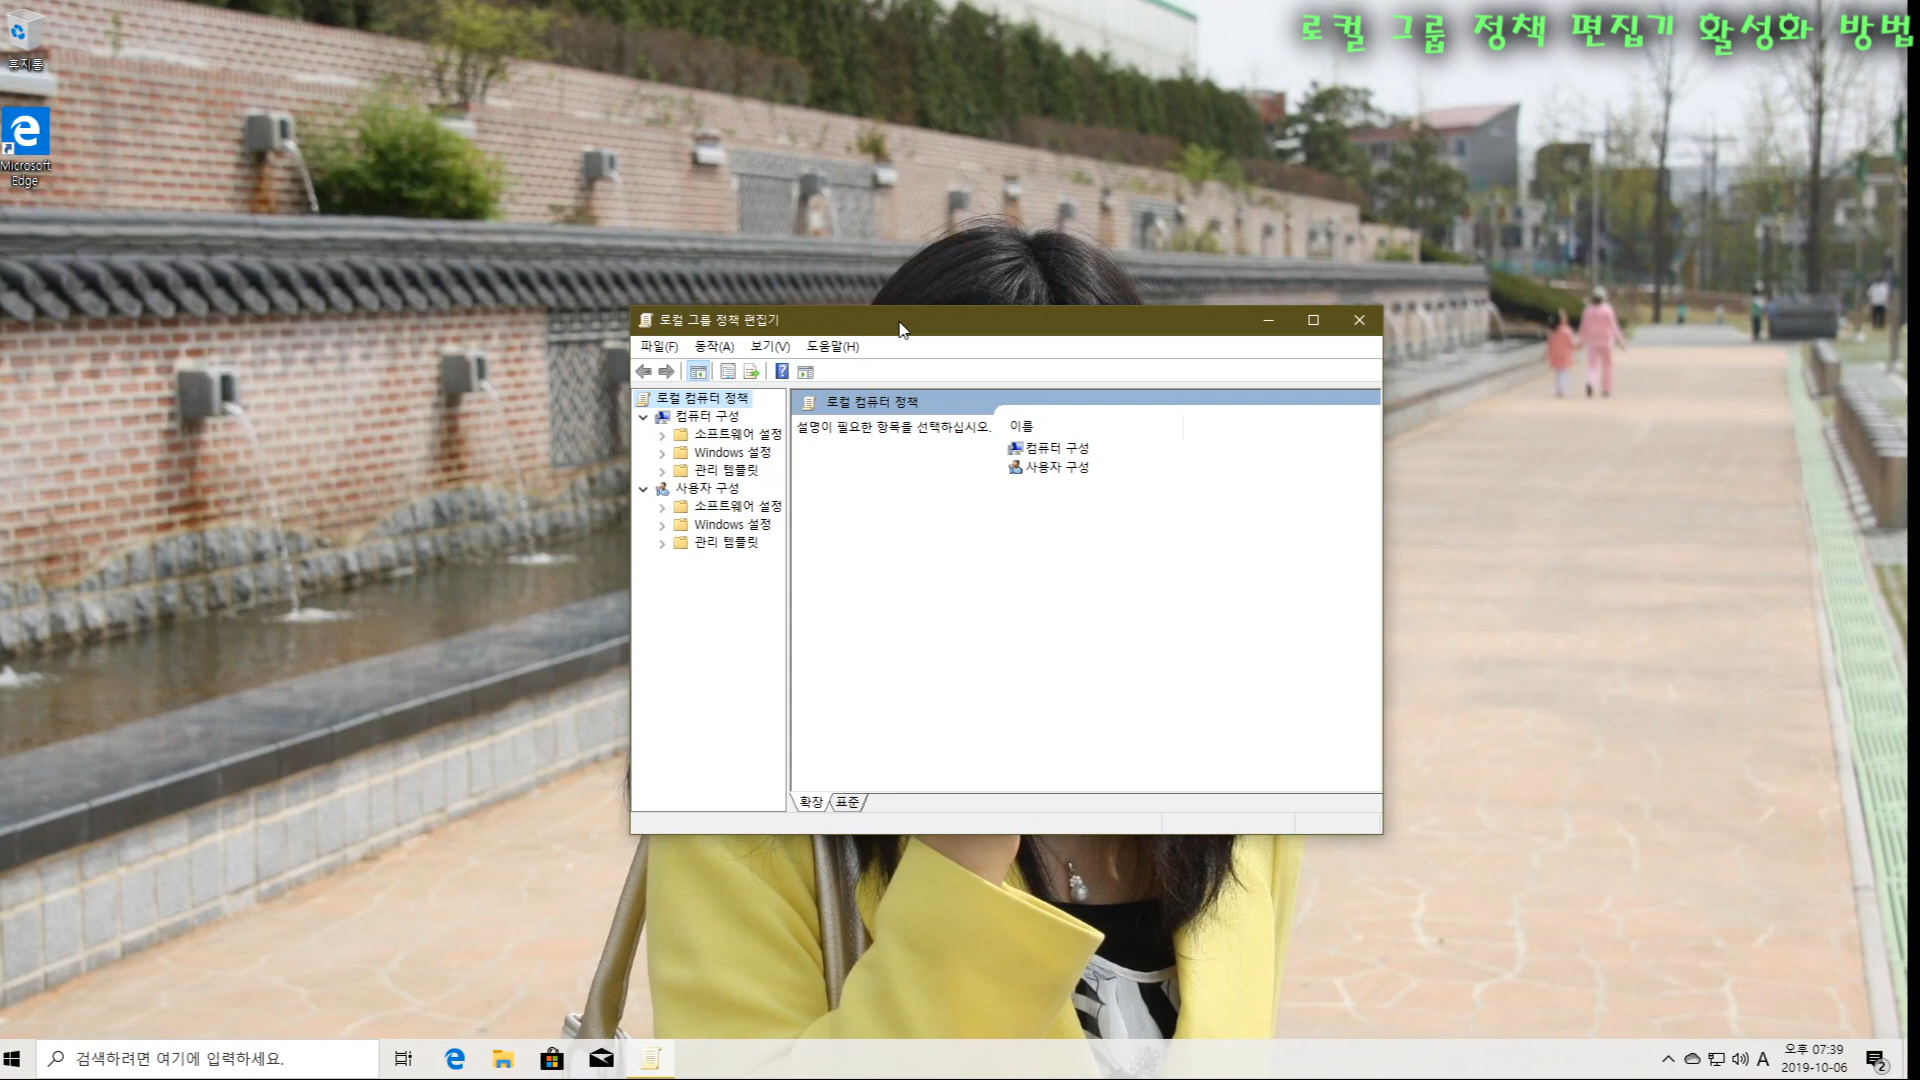 로컬 그룹 정책 편집기 활성화 방법
휴지통
Microsoft
Edge
로컬 그룹 정책 편집기
파일(F) 동작(A) 보기(V) 도움말(H)
로컬 컴퓨터 정책
컴퓨터 구성
소프트웨어 설정
Windows 설정
관리 템플릿
사용자 구성
소프트웨어 설정
Windows 설정
관리 템플릿
로컬 컴퓨터 정책
설명이 필요한 항목을 선택하십시오.
이름
컴퓨터 구성
사용자 구성
확장 표준
검색하려면 여기에 입력하세요.
A
오후 07:39
2019-10-06
2